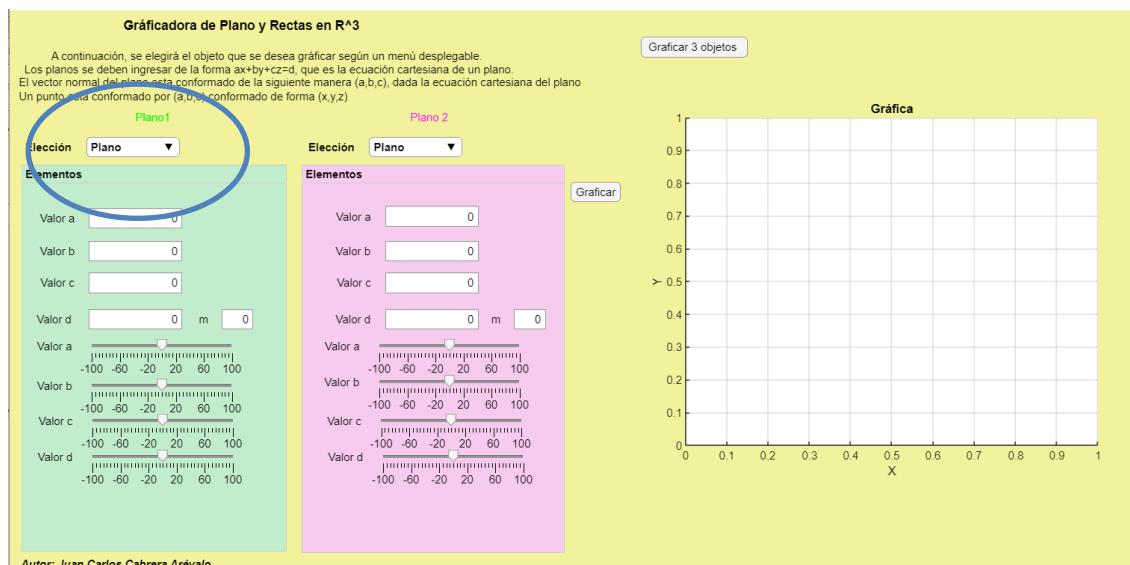 Gráficadora de Plano y Rectas en R^3
Graficar 3 objetos
A continuación, se elegirá el objeto que se desea gráficar según un menú desplegable.
Los planos se deben ingresar de la forma ax+by+cz=d, que es la ecuación cartesiana de un plano.
El vector normal del plano esta conformado de la siguiente manera (a,b,c), dada la ecuación cartesiana del plano
Un punto está conformado por (a,b,c) conformado de forma (x,y,z)
Plano1
Elección Plano
Elementos
Valor a 0
Valor b 0
Valor c 0
Valor d 0 m 0
Valor a
-100 -60 -20 20 60 100
Valor b
-100 -60 -20 20 60 100
Valor c
-100 -60 -20 20 60 100
Valor d
-100 -60 -20 20 60 100
Plano 2
Elección Plano
Elementos
Valor a 0
Valor b 0
Valor c 0
Valor d 0 m 0
Valor a
-100 -60 -20 20 60 100
Valor b
-100 -60 -20 20 60 100
Valor c
-100 -60 -20 20 60 100
Valor d
-100 -60 -20 20 60 100
Graficar
Gráfica
1
0.9
0.8
0.7
0.6
Y 0.5
0.4
0.3
0.2
0.1
0
0 0.1 0.2 0.3 0.4 0.5 0.6 0.7 0.8 0.9 1
X
Autor: Juan Carlos Cabrera Arévalo